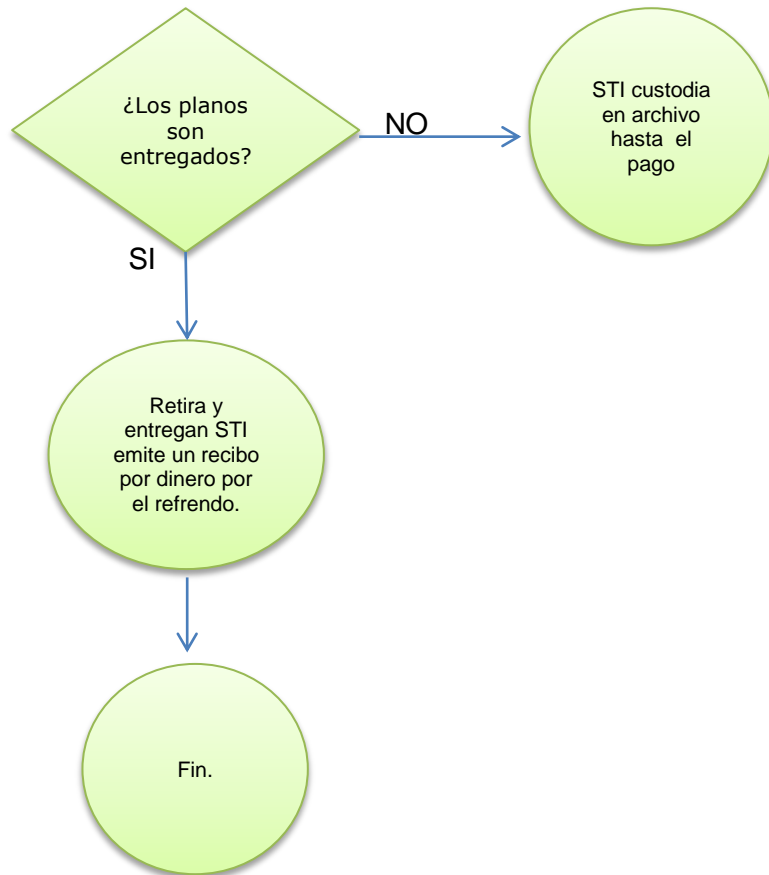 ¿Los planos
son
entregados?
NO
STI custodia
en archivo
hasta el
pago
SI
Retira y
entregan STI
emite un recibo
por dinero por
el refrendo.
Fin.